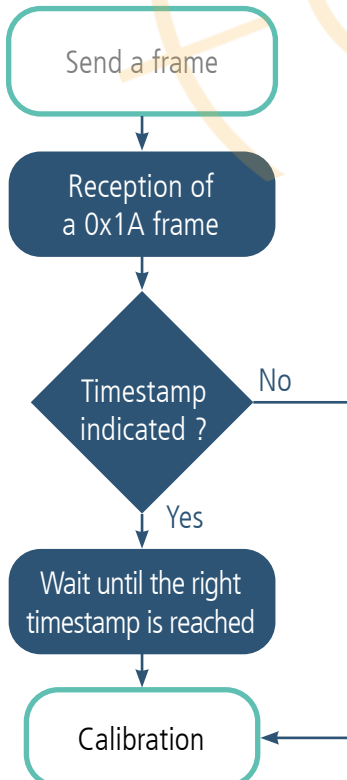 Send a frame
Reception of
a 0x1A frame
Timestamp
indicated ?
No
Yes
Wait until the right
timestamp is reached
Calibration